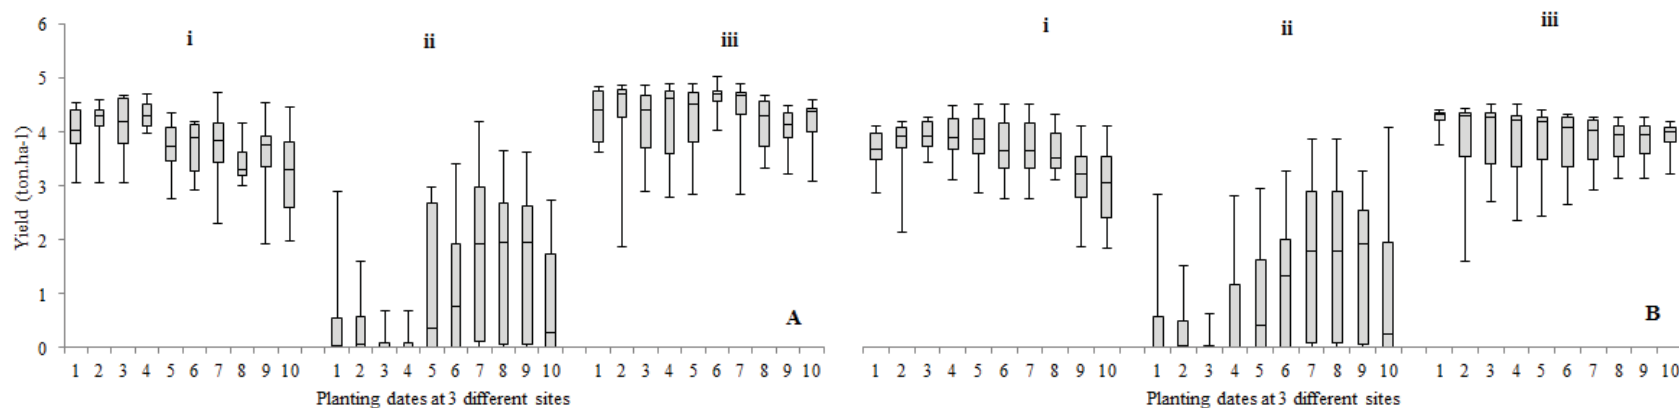 6
5
4
3
2
1
0
Yield (ton.ha-1)
i
ii
iii
A
1 2 3 4 5 6 7 8 9 10 1 2 3 4 5 6 7 8 9 10 1 2 3 4 5 6 7 8 9 10
Planting dates at 3 different sites
i
ii
iii
B
1 2 3 4 5 6 7 8 9 10 1 2 3 4 5 6 7 8 9 10 1 2 3 4 5 6 7 8 9 10
Planting dates at 3 different sites